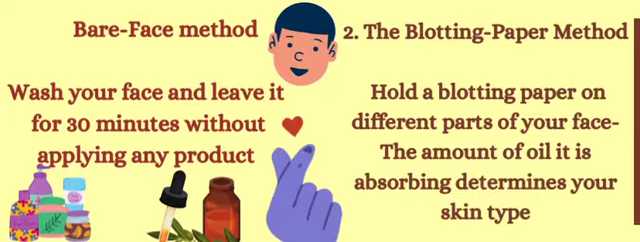 Bare-Face method
Wash your face and leave it
for 30 minutes without
applying any product
2. The Blotting-Paper Method
Hold a blotting paper on
different parts of your face-
The amount of oil it is
absorbing determines your
skin type